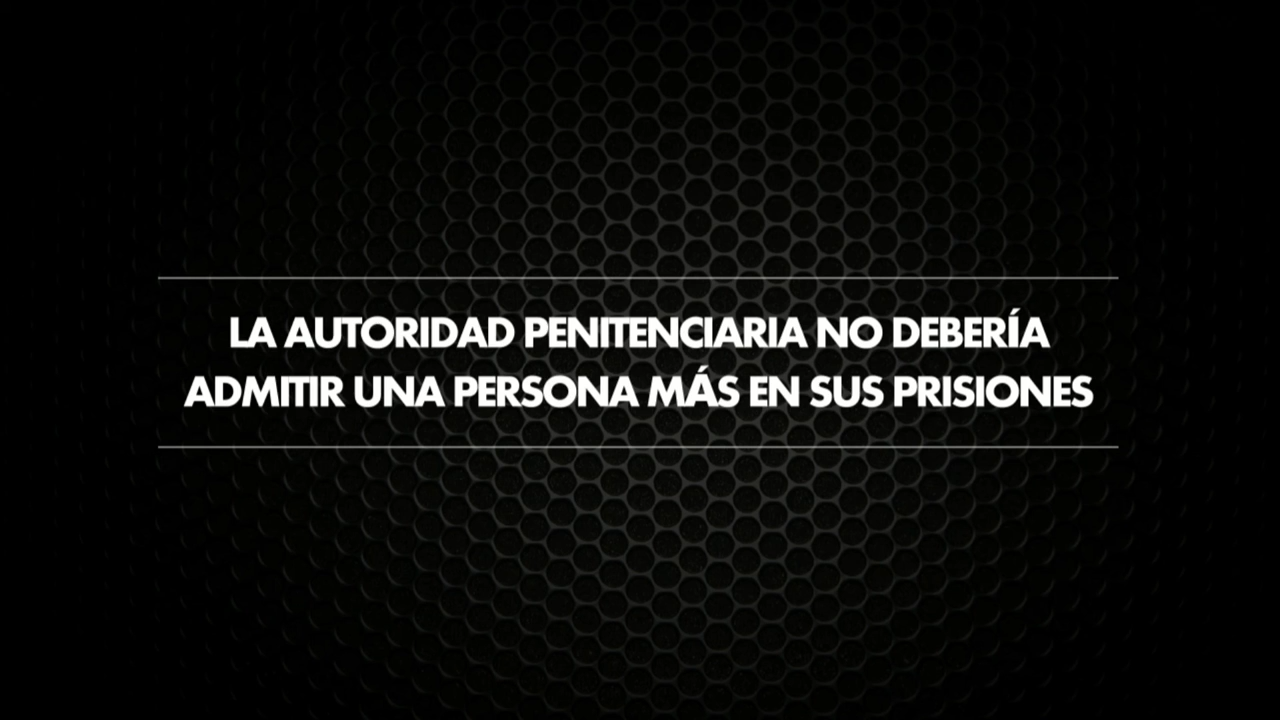 LA AUTORIDAD PENITENCIARIA NO DEBERÍA
ADMITIR UNA PERSONA MÁS EN SUS PRISIONES